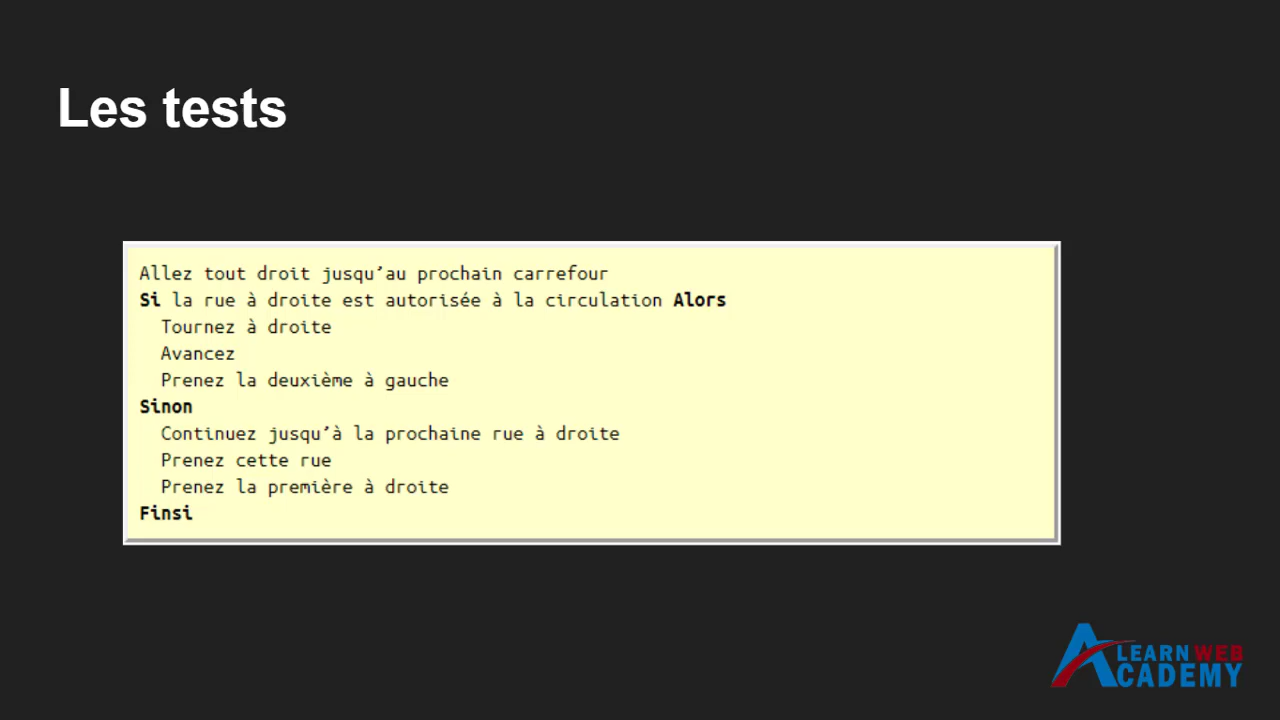 Les tests
Allez tout droit jusqu’au prochain carrefour
Si la rue à droite est autorisée à la circulation Alors
Tournez à droite
Avancez
Prenez la deuxième à gauche
Sinon
Continuez jusqu’à la prochaine rue à droite
Prenez cette rue
Prenez la première à droite
Finsi
LEARN WEB
ACADEMY